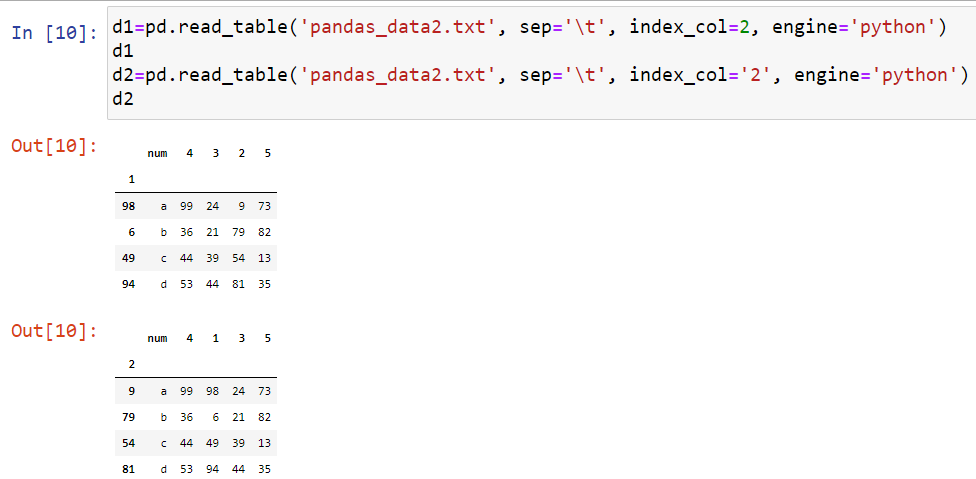 In [10]: d1=pd.read_table('pandas_data2.txt', sep='\t', index_col=2, engine='python')
d1
d2=pd.read_table('pandas_data2.txt', sep='\t', index_col='2', engine='python')
d2
Out[10]:
num 4 3 2 5
1
98 a 99 24 9 73
6 b 36 21 79 82
49 c 44 39 54 13
94 d 53 44 81 35
Out[10]:
num 4 1 3 5
2
9 a 99 98 24 73
79 b 36 6 21 82
54 c 44 49 39 13
81 d 53 94 44 35